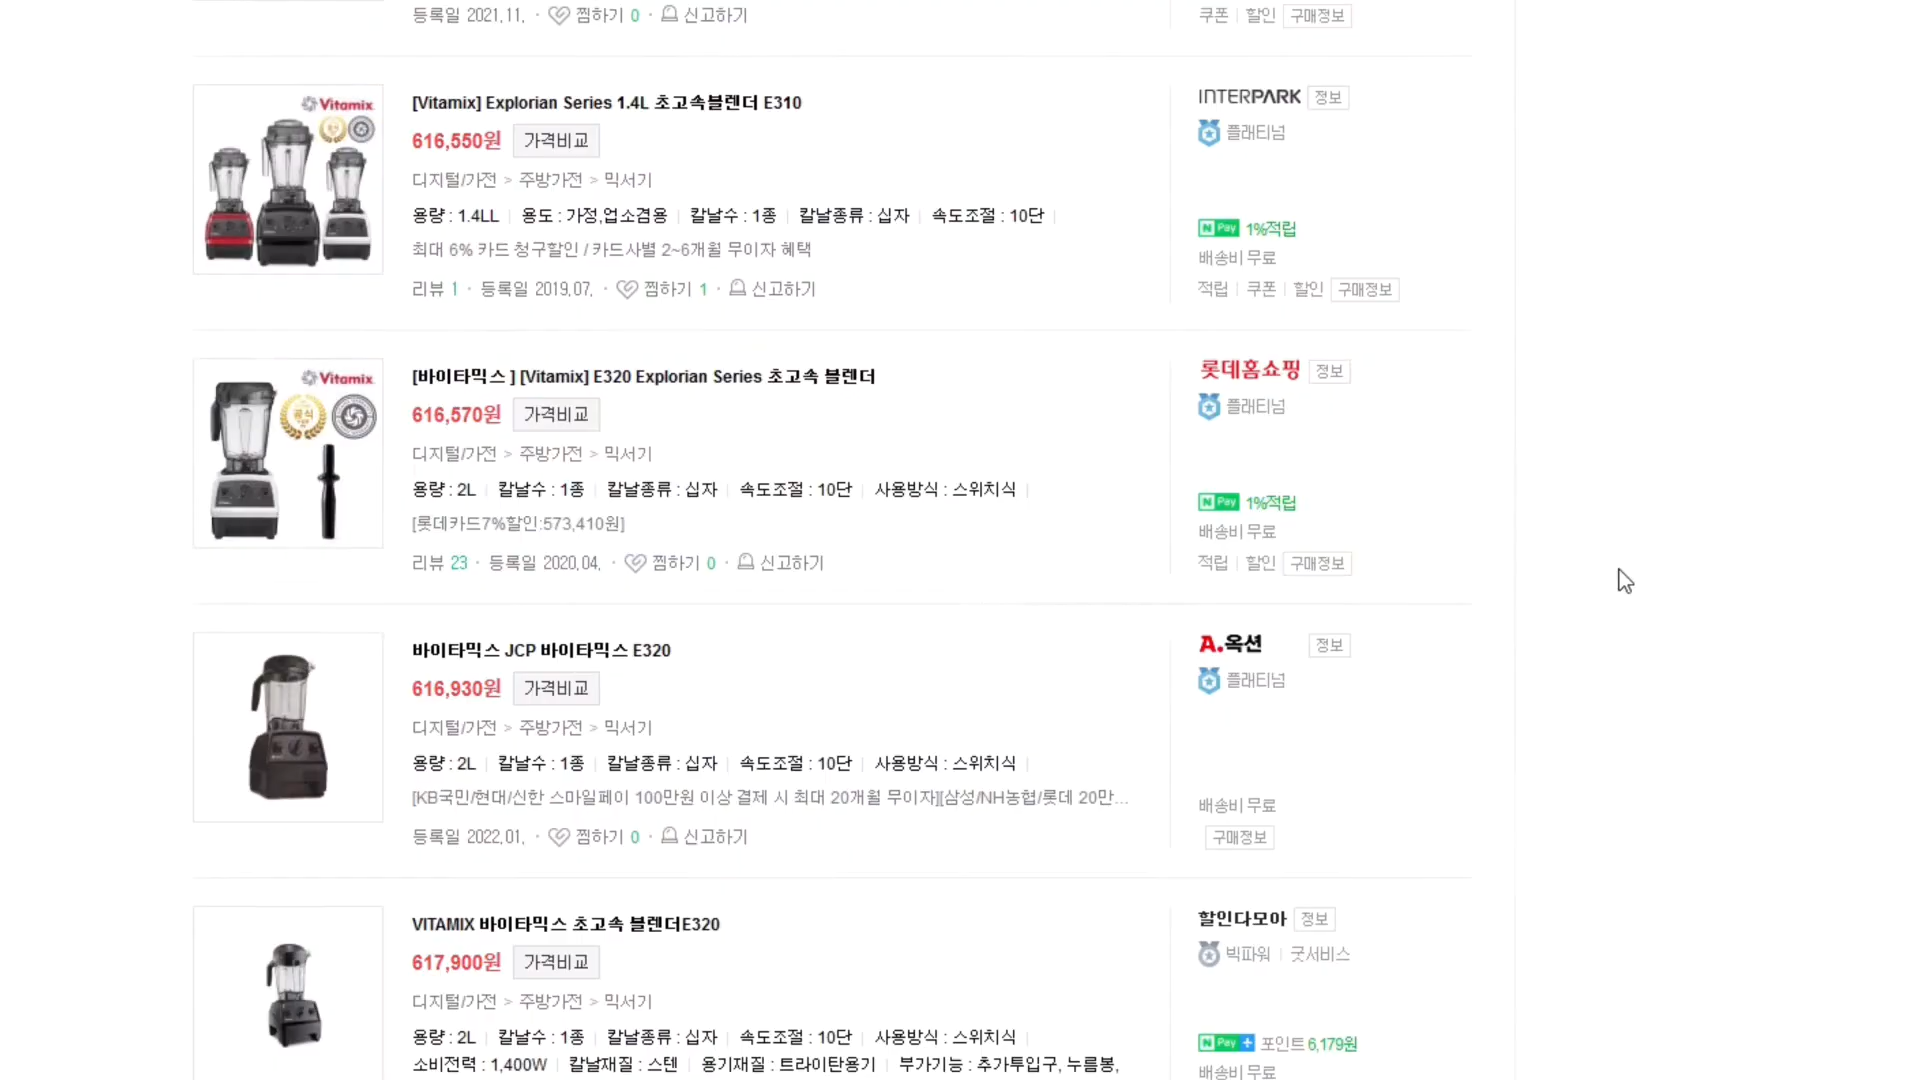 등록일 2021.11. · 찜하기 0 · 신고하기
쿠폰 | 할인 구매정보
Vitamix
[Vitamix] Explorian Series 1.4L 초고속블렌더 E310
616,550원 가격비교
디지털/가전 > 주방가전 > 믹서기
용량 : 1.4LL | 용도 : 가정,업소겸용 | 칼날수 : 1종 | 칼날종류 : 십자 | 속도조절 : 10단 |
최대 6% 카드 청구할인 / 카드사별 2~6개월 무이자 혜택
리뷰 1 · 등록일 2019.07. · 찜하기 1 · 신고하기
INTERPARK 정보
플래티넘
N Pay 1%적립
배송비 무료
적립 | 쿠폰 | 할인 구매정보
Vitamix
공식
[바이타믹스 ] [Vitamix] E320 Explorian Series 초고속 블렌더
616,570원 가격비교
디지털/가전 > 주방가전 > 믹서기
용량 : 2L | 칼날수 : 1종 | 칼날종류 : 십자 | 속도조절 : 10단 | 사용방식 : 스위치식 |
[롯데카드7%할인:573,410원]
리뷰 23 · 등록일 2020.04. · 찜하기 0 · 신고하기
롯데홈쇼핑 정보
플래티넘
N Pay 1%적립
배송비 무료
적립 | 할인 구매정보
바이타믹스 JCP 바이타믹스 E320
616,930원 가격비교
디지털/가전 > 주방가전 > 믹서기
용량 : 2L | 칼날수 : 1종 | 칼날종류 : 십자 | 속도조절 : 10단 | 사용방식 : 스위치식 |
[KB국민/현대/신한 스마일페이 100만원 이상 결제 시 최대 20개월 무이자][삼성/NH농협/롯데 20만...
등록일 2022.01. · 찜하기 0 · 신고하기
A.옥션 정보
플래티넘
배송비 무료
구매정보
VITAMIX 바이타믹스 초고속 블렌더E320
617,900원 가격비교
디지털/가전 > 주방가전 > 믹서기
용량 : 2L | 칼날수 : 1종 | 칼날종류 : 십자 | 속도조절 : 10단 | 사용방식 : 스위치식 |
소비전력 : 1,400W | 칼날재질 : 스텐 | 용기재질 : 트라이탄용기 | 부가기능 : 추가투입구, 누름봉,
할인다모아 정보
빅파워 | 굿서비스
N Pay + 포인트 6,179원
배송비 무료